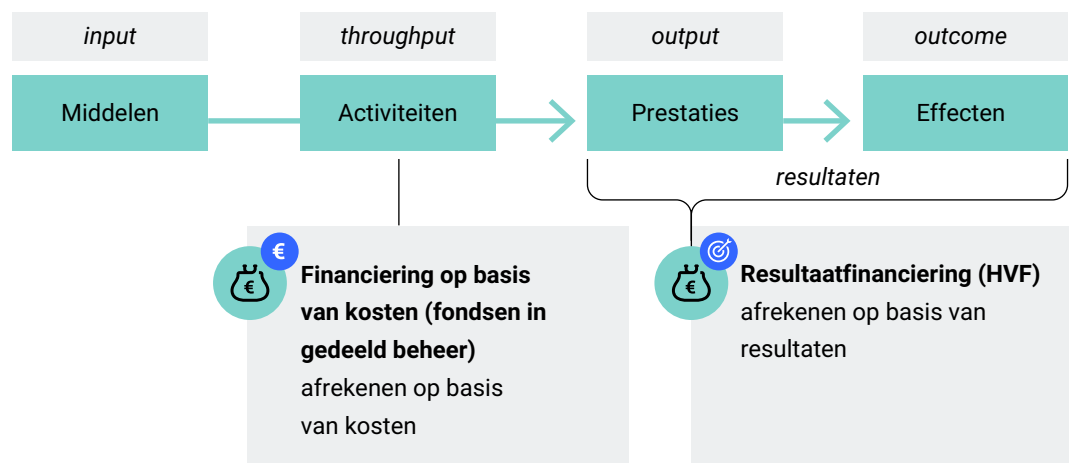 input
throughput
output
outcome
Middelen
Activiteiten
Prestaties
Effecten
resultaten
€
€
Financiering op basis
van kosten (fondsen in
gedeeld beheer)
afrekenen op basis
van kosten
€
Resultaatfinanciering (HVF)
afrekenen op basis van
resultaten